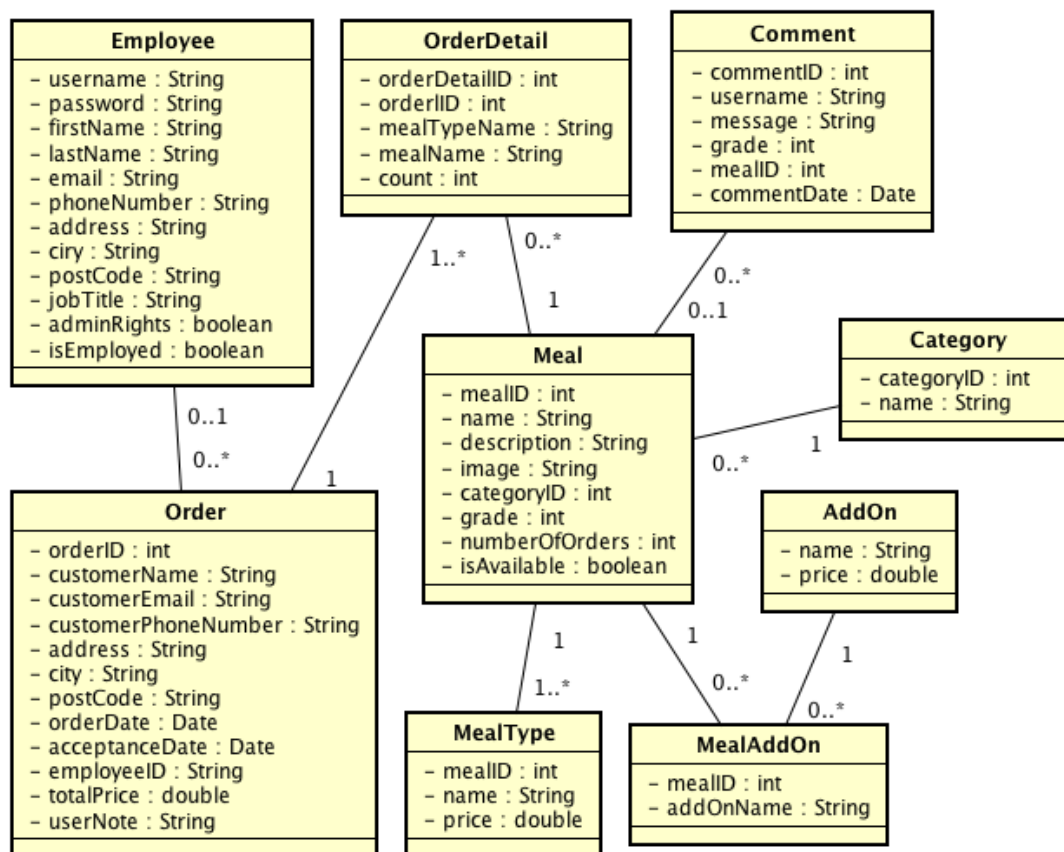 Employee
- username : String
- password : String
- firstName : String
- lastName : String
- email : String
- phoneNumber : String
- address : String
- ciry : String
- postCode : String
- jobTitle : String
- adminRights : boolean
- isEmployed : boolean
OrderDetail
- orderDetailID : int
- orderlID : int
- mealTypeName : String
- mealName : String
- count : int
Comment
- commentID : int
- username : String
- message : String
- grade : int
- mealID : int
- commentDate : Date
1..*
0..*
1
0..*
0..1
Meal
- mealID : int
- name : String
- description : String
- image : String
- categoryID : int
- grade : int
- numberOfOrders : int
- isAvailable : boolean
Category
- categoryID : int
- name : String
0..1
0..*
1
1
0..*
Order
- orderID : int
- customerName : String
- customerEmail : String
- customerPhoneNumber : String
- address : String
- city : String
- postCode : String
- orderDate : Date
- acceptanceDate : Date
- employeeID : String
- totalPrice : double
- userNote : String
AddOn
- name : String
- price : double
1
1..*
1
0..*
1
0..*
MealType
- mealID : int
- name : String
- price : double
MealAddOn
- mealID : int
- addOnName : String